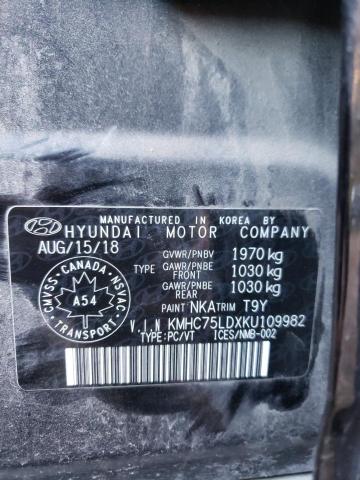 MANUFACTURED IN KOREA BY
HYUNDAI MOTOR COMPANY
AUG/15/18
GVWR/PNBV 1970 kg
TYPE GAWR/PNBE FRONT 1030 kg
GAWR/PNBE REAR 1030 kg
PAINT NKA TRIM T9Y
V.I.N KMHC75LDXKU109982
TYPE:PC/VT ICES/NMB-002
CMVSS - CANADA - NSVAC
A54
TRANSPORT